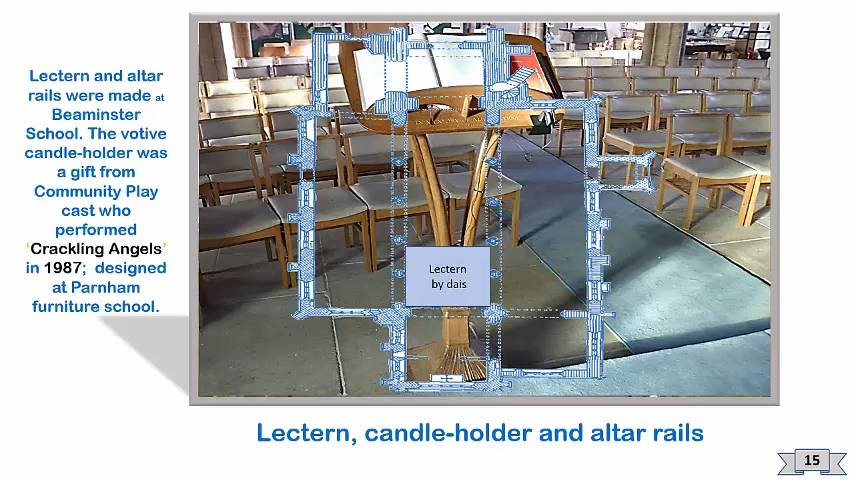 Lectern and altar
rails were made at
Beaminster
School. The votive
candle-holder was
a gift from
Community Play
cast who
performed
‘Crackling Angels’
in 1987;  designed
at Parnham
furniture school.
Lectern
by dais
Lectern, candle-holder and altar rails
15